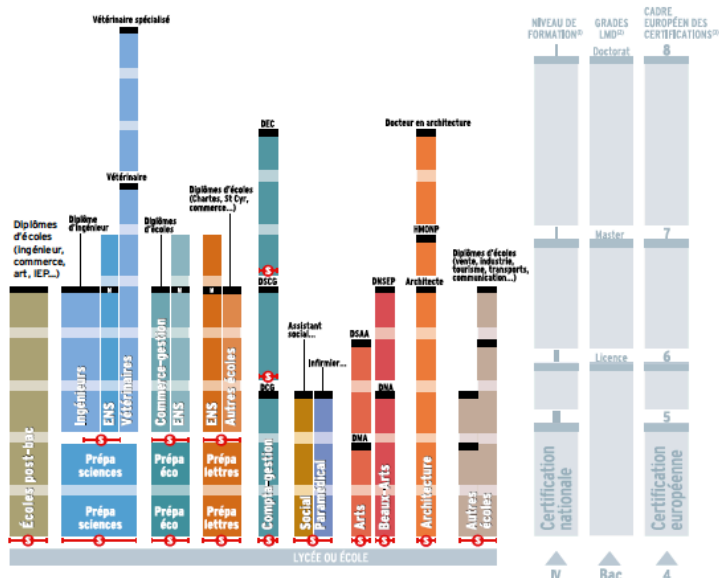 Vétérinaire spécialisé
NIVEAU DE
FORMATION(1)
GRADES
LMD(2)
CADRE
EUROPÉEN DES
CERTIFICATIONS(3)
I
Doctorat
8
DEC
Docteur en architecture
Vétérinaire
Diplômes d'écoles
(Chartes, St Cyr,
commerce...)
Diplômes
d'écoles
(Ingénieur,
commerce,
art, IEP...)
Diplôme
d'ingénieur
Diplômes
d'écoles
HMONP
I
Master
7
Diplômes d'écoles
(vente, industrie,
tourisme, transports,
communication...)
DSCG
DNSEP
Architecte
M
M
M
Assistant
social...
DSAA
Infirmier...
II
Licence
6
DCG
DNA
III
5
DMA
Écoles post-bac
Ingénieurs
ENS
Vétérinaires
Commerce-gestion
ENS
ENS
Autres écoles
Compta-gestion
Social
Paramédical
Arts
Beaux-Arts
Architecture
Autres
écoles
Certification
nationale
Certification
européenne
S
S
S
S
S
Prépa
sciences
Prépa
éco
Prépa
lettres
Prépa
sciences
Prépa
éco
Prépa
lettres
S
S
S
S
S
S
S
S
S
S
LYCÉE OU ÉCOLE
IV
Bac
4